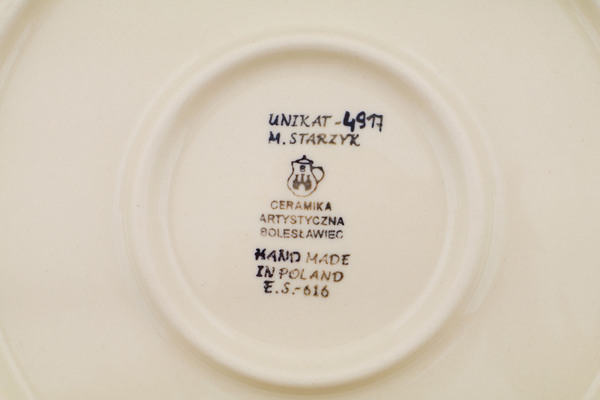 UNIKAT-4917
M. STARZYK
B
CERAMIKA
ARTYSTYCZNA
BOLESŁAWIEC
HAND MADE
IN POLAND
E.S.-616